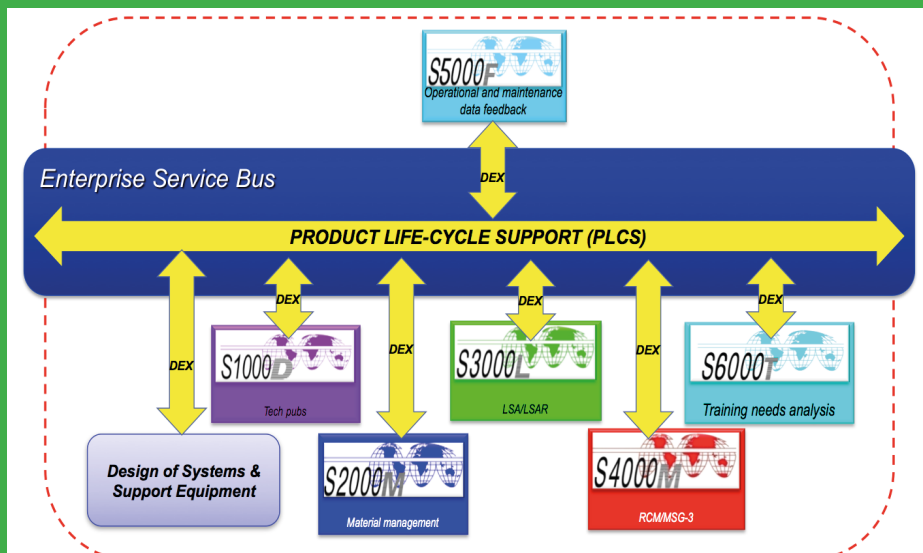 S5000F
Operational and maintenance
data feedback
DEX
Enterprise Service Bus
PRODUCT LIFE-CYCLE SUPPORT (PLCS)
DEX
DEX
DEX
DEX
DEX
DEX
S1000D
Tech pubs
S3000L
LSA/LSAR
S6000T
Training needs analysis
Design of Systems &
Support Equipment
S2000M
Material management
S4000M
RCM/MSG-3